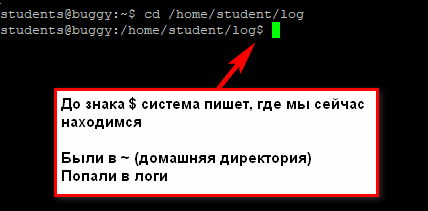 students@buggy:~$ cd /home/student/log
students@buggy:/home/student/log$
До знака $ система пишет, где мы сейчас
находимся
Были в ~ (домашняя директория)
Попали в логи